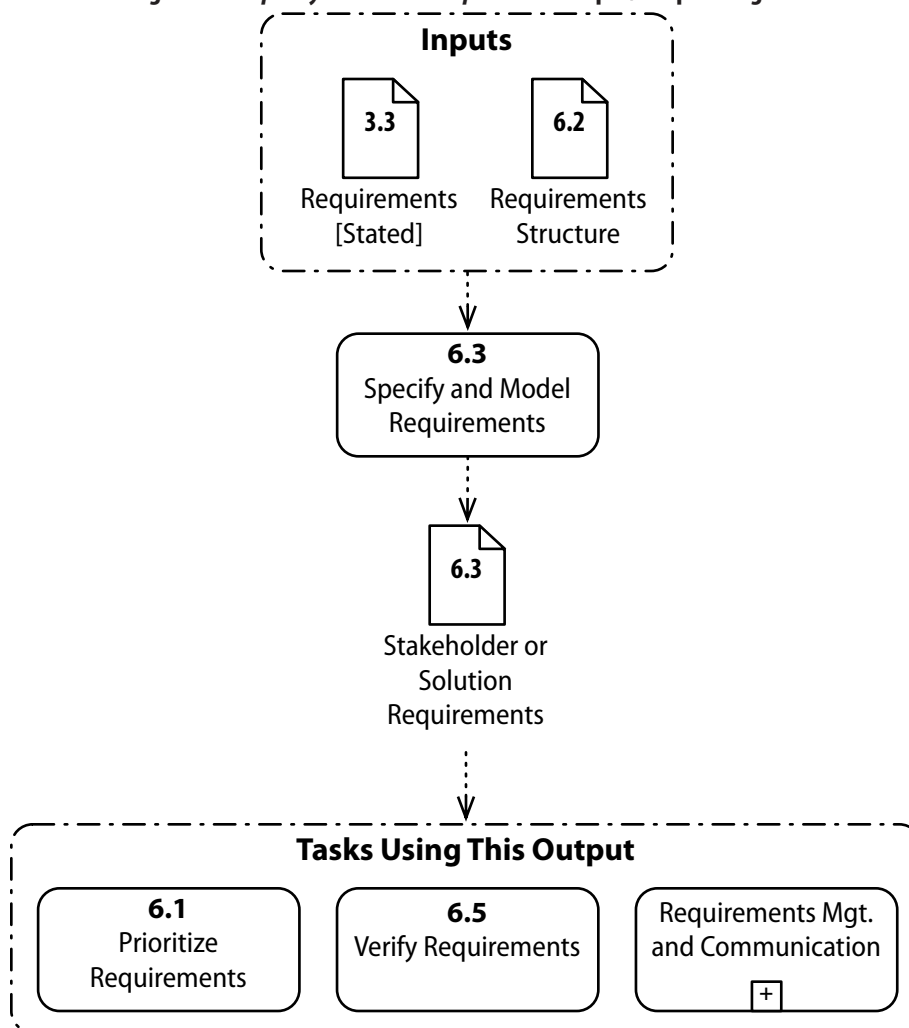 Inputs
3.3
6.2
Requirements
[Stated]
Requirements
Structure
6.3
Specify and Model
Requirements
6.3
Stakeholder or
Solution
Requirements
Tasks Using This Output
6.1
Prioritize
Requirements
6.5
Verify Requirements
Requirements Mgt.
and Communication
+